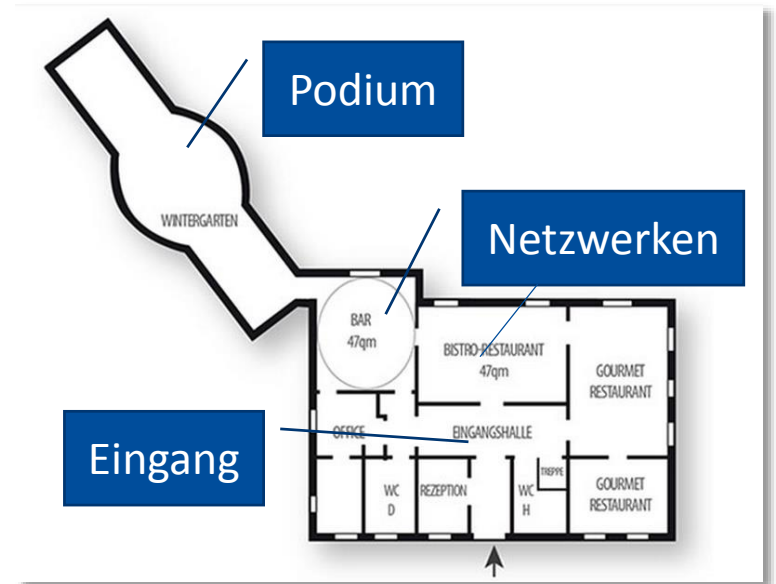 Podium
WINTERGARTEN
Netzwerken
BAR
47qm
BISTRO-RESTAURANT
47qm
GOURMET
RESTAURANT
Eingang
OFFICE
EINGANGSHALLE
WC
D
REZEPTION
WC
H
TREPPE
GOURMET
RESTAURANT